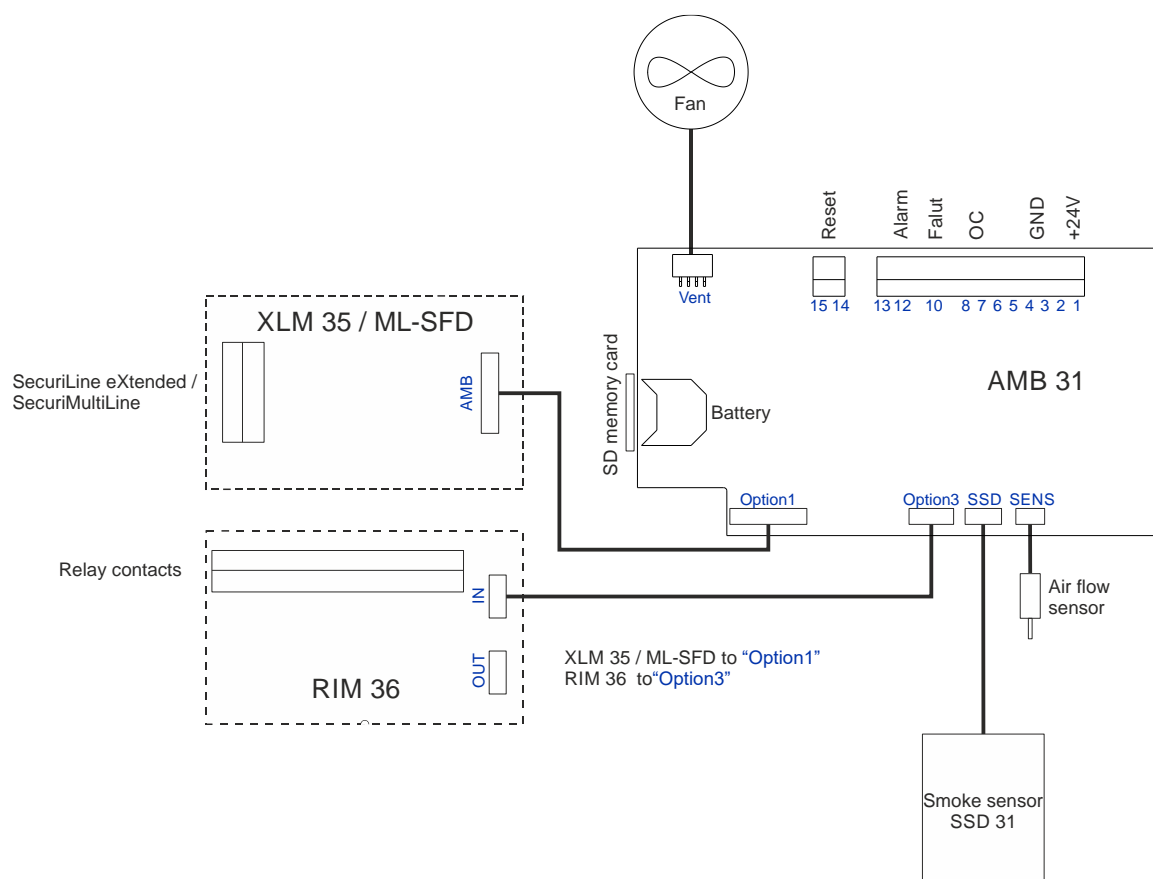 Fan
Reset
Alarm
Falut
OC
GND
+24V
Vent
15 14
13 12 10 8 7 6 5 4 3 2 1
XLM 35 / ML-SFD
SecuriLine eXtended /
SecuriMultiLine
AMB
SD memory card
Battery
AMB 31
Option1
Option3
SSD
SENS
Relay contacts
IN
OUT
RIM 36
Air flow
sensor
XLM 35 / ML-SFD to “Option1”
RIM 36 to“Option3”
Smoke sensor
SSD 31